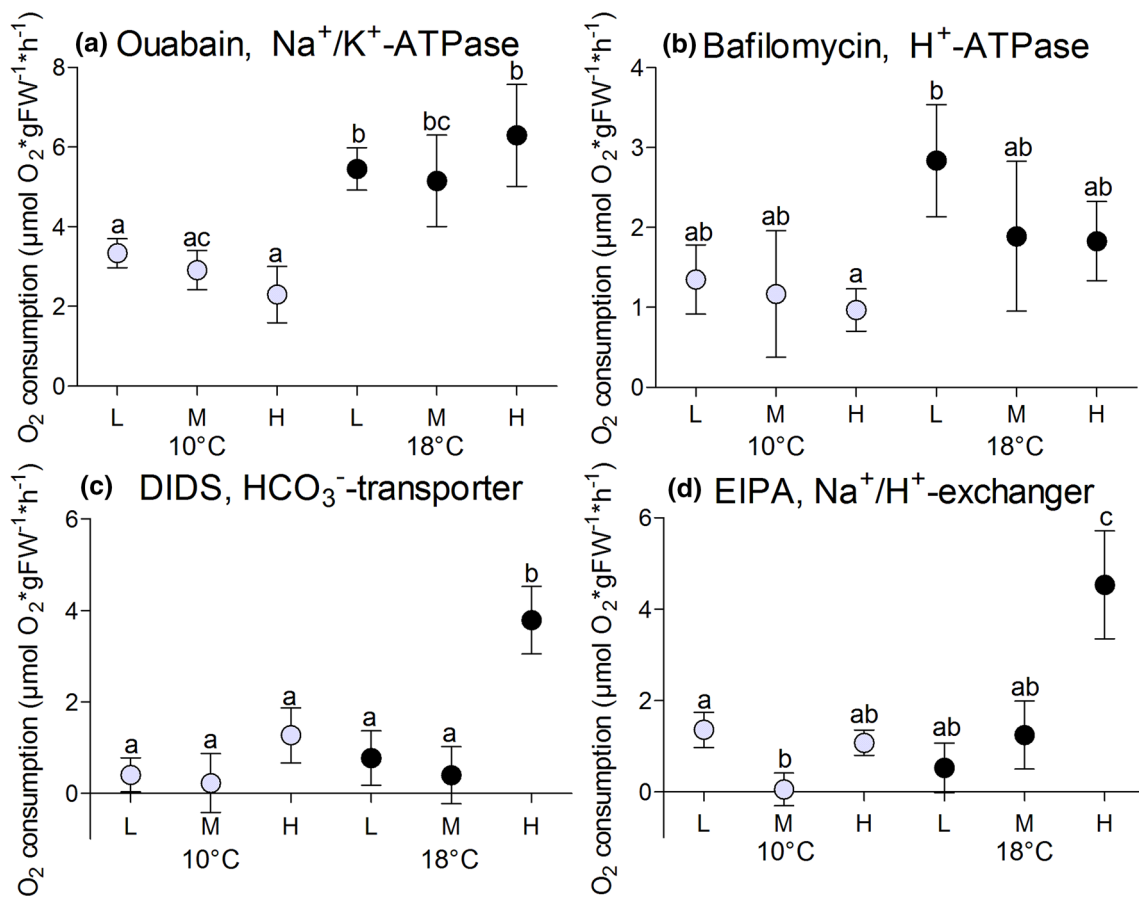 (a) Ouabain, Na⁺/K⁺-ATPase
O₂ consumption (µmol O₂*gFW⁻¹*h⁻¹)
8
6
4
2
0
a
ac
a
b
bc
b
L M H L M H
10°C 18°C
(b) Bafilomycin, H⁺-ATPase
O₂ consumption (µmol O₂*gFW⁻¹*h⁻¹)
4
3
2
1
0
ab
ab
a
b
ab
ab
L M H L M H
10°C 18°C
(c) DIDS, HCO₃⁻-transporter
O₂ consumption (µmol O₂*gFW⁻¹*h⁻¹)
6
4
2
0
a
a
a
a
a
b
L M H L M H
10°C 18°C
(d) EIPA, Na⁺/H⁺-exchanger
O₂ consumption (µmol O₂*gFW⁻¹*h⁻¹)
6
4
2
0
a
b
ab
ab
ab
c
L M H L M H
10°C 18°C